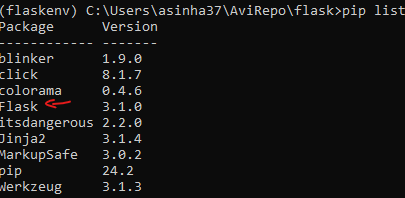 (flaskenv) C:\Users\asinha37\AviRepo\flask>pip list
Package      Version
------------ -------
blinker      1.9.0
click        8.1.7
colorama     0.4.6
Flask        3.1.0
itsdangerous 2.2.0
Jinja2       3.1.4
MarkupSafe   3.0.2
pip          24.2
Werkzeug     3.1.3